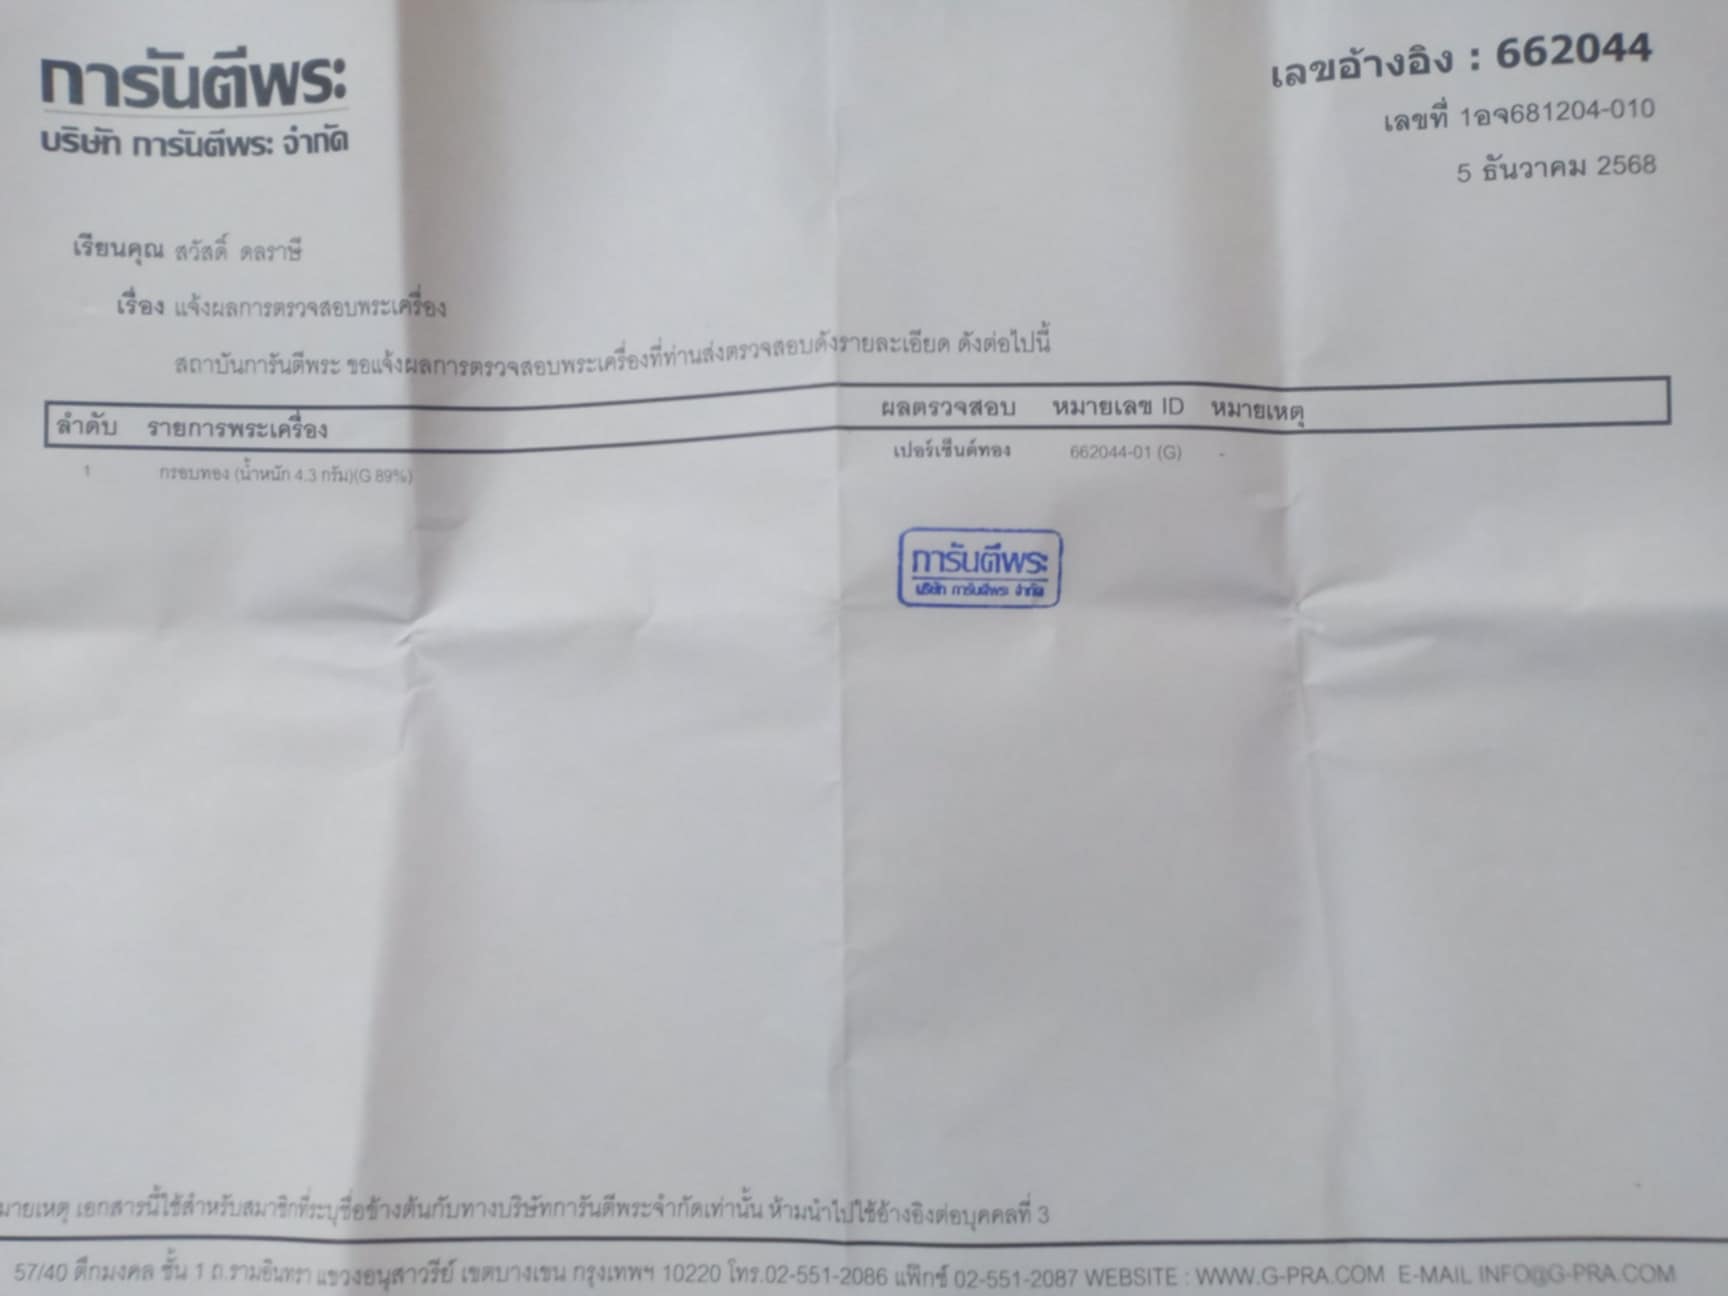 การันตีพระ
บริษัท การันตีพระ จำกัด
เลขอ้างอิง : 662044
เลขที่ 1อจ681204-010
5 ธันวาคม 2568
เรียนคุณ สวัสดิ์ ดลราษี
เรื่อง แจ้งผลการตรวจสอบพระเครื่อง
สถาบันการันตีพระ ขอแจ้งผลการตรวจสอบพระเครื่องที่ท่านส่งตรวจสอบดังรายละเอียด ดังต่อไปนี้
ลำดับ รายการพระเครื่อง ผลตรวจสอบ หมายเลข ID หมายเหตุ
1 กรอบทอง (น้ำหนัก 4.3 กรัม)(G 89%) เปอร์เซ็นต์ทอง 662044-01 (G) -
การันตีพระ
บริษัท การันตีพระ จำกัด
มายเหตุ เอกสารนี้ใช้สำหรับสมาชิกที่ระบุชื่อข้างต้นกับทางบริษัทการันตีพระจำกัดเท่านั้น ห้ามนำไปใช้อ้างอิงต่อบุคคลที่ 3
57/40 ตึกมงคล ชั้น 1 ถ.รามอินทรา แขวงอนุสาวรีย์ เขตบางเขน กรุงเทพฯ 10220 โทร.02-551-2086 แฟ๊กซ์ 02-551-2087 WEBSITE : WWW.G-PRA.COM E-MAIL INFO@G-PRA.COM